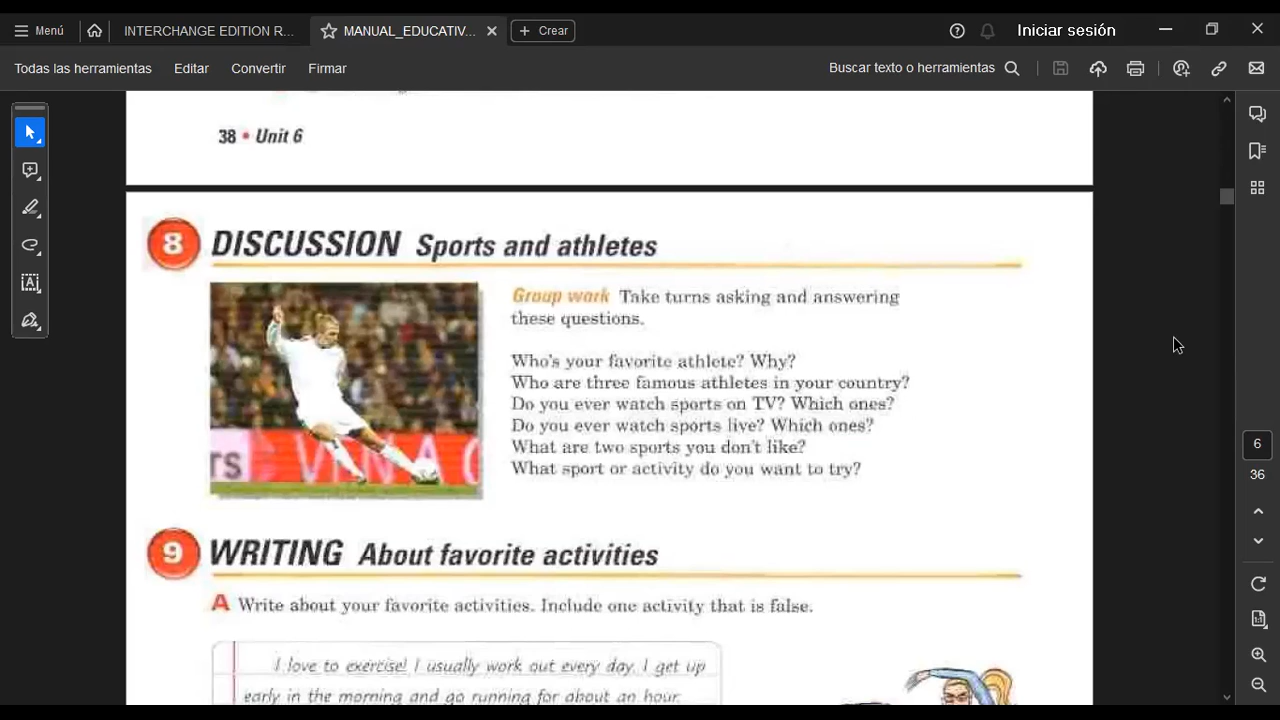 Menú
INTERCHANGE EDITION R...
MANUAL_EDUCATIV...
Crear
Iniciar sesión
Todas las herramientas
Editar
Convertir
Firmar
Buscar texto o herramientas
38 • Unit 6
8 DISCUSSION Sports and athletes
Group work Take turns asking and answering
these questions.
Who's your favorite athlete? Why?
Who are three famous athletes in your country?
Do you ever watch sports on TV? Which ones?
Do you ever watch sports live? Which ones?
What are two sports you don't like?
What sport or activity do you want to try?
9 WRITING About favorite activities
A Write about your favorite activities. Include one activity that is false.
I love to exercise! I usually work out every day. I get up
early in the morning and go running for about an hour.
6
36